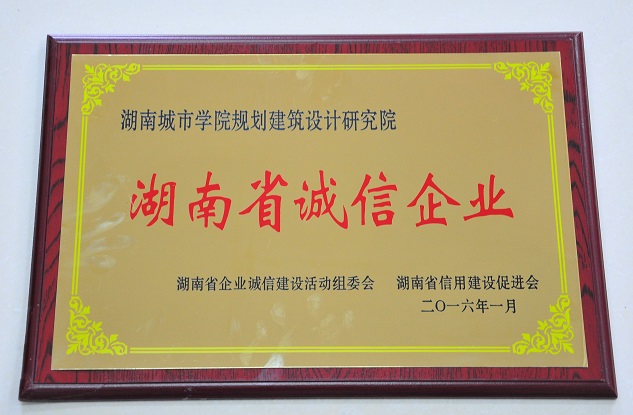 湖南城市学院规划建筑设计研究院
湖南省诚信企业
湖南省企业诚信建设活动组委会 湖南省信用建设促进会
二〇一六年一月